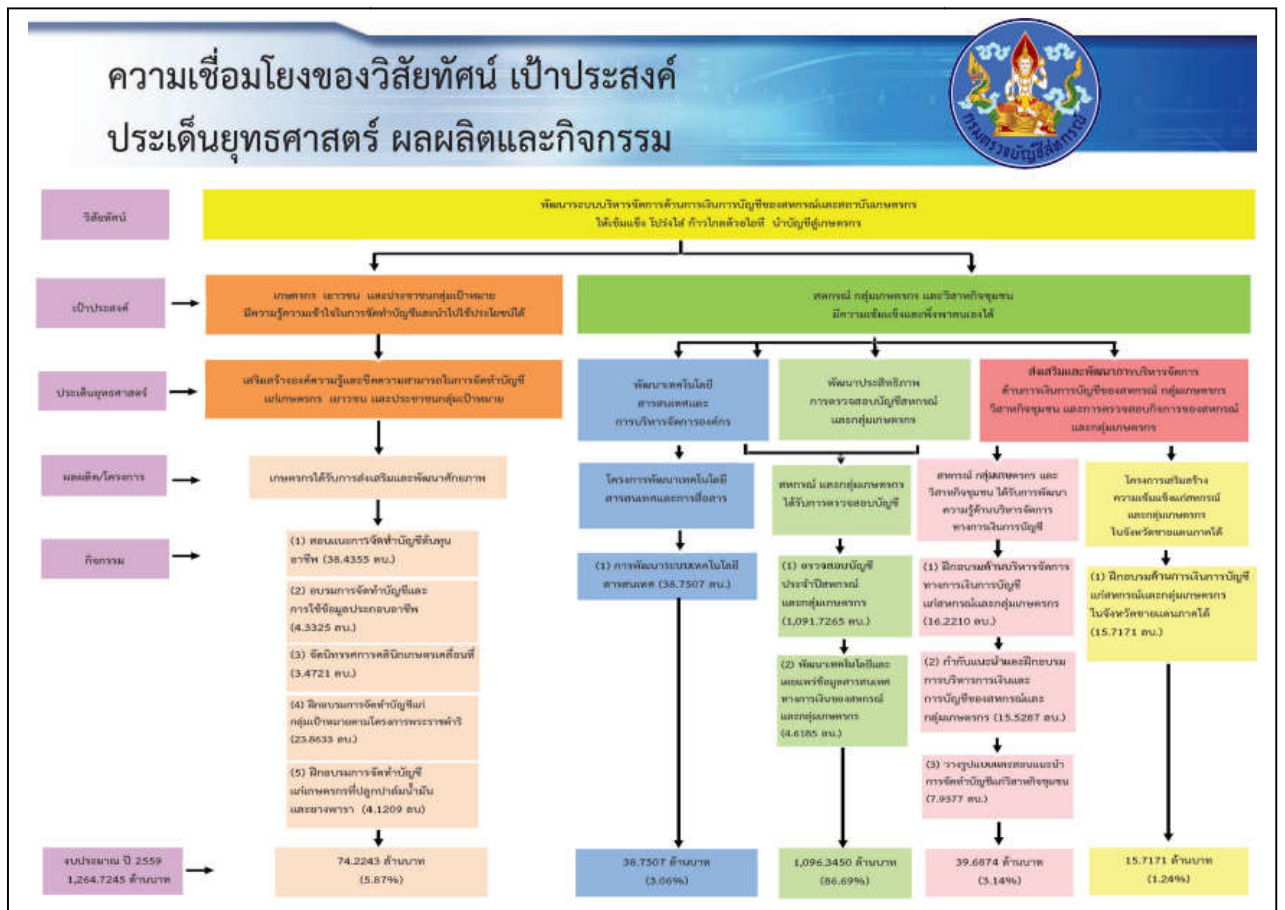 ความเชื่อมโยงของวิสัยทัศน์ เป้าประสงค์
ประเด็นยุทธศาสตร์ ผลผลิตและกิจกรรม
กรมตรวจบัญชีสหกรณ์
วิสัยทัศน์
พัฒนาระบบบริหารจัดการด้านการเงินการบัญชีของสหกรณ์และสถาบันเกษตรกร
ให้เข้มแข็ง โปร่งใส ก้าวไกลด้วยไอที นำบัญชีสู่เกษตรกร
เป้าประสงค์
เกษตรกร เยาวชน และประชาชนกลุ่มเป้าหมาย
มีความรู้ความเข้าใจในการจัดทำบัญชีและนำไปใช้ประโยชน์ได้
สหกรณ์ กลุ่มเกษตรกร และวิสาหกิจชุมชน
มีความเข้มแข็งและพึ่งพาตนเองได้
ประเด็นยุทธศาสตร์
เสริมสร้างองค์ความรู้และขีดความสามารถในการจัดทำบัญชี
แก่เกษตรกร เยาวชน และประชาชนกลุ่มเป้าหมาย
พัฒนาเทคโนโลยี
สารสนเทศและ
การบริหารจัดการองค์กร
พัฒนาประสิทธิภาพ
การตรวจสอบบัญชีสหกรณ์
และกลุ่มเกษตรกร
ส่งเสริมและพัฒนาการบริหารจัดการ
ด้านการเงินการบัญชีของสหกรณ์ กลุ่มเกษตรกร
วิสาหกิจชุมชน และการตรวจสอบกิจการของสหกรณ์
และกลุ่มเกษตรกร
ผลผลิต/โครงการ
เกษตรกรได้รับการส่งเสริมและพัฒนาศักยภาพ
โครงการพัฒนาเทคโนโลยี
สารสนเทศและการสื่อสาร
สหกรณ์ และกลุ่มเกษตรกร
ได้รับการตรวจสอบบัญชี
สหกรณ์ กลุ่มเกษตรกร และ
วิสาหกิจชุมชน ได้รับการพัฒนา
ความรู้ด้านบริหารจัดการ
ทางการเงินการบัญชี
โครงการเสริมสร้าง
ความเข้มแข็งแก่สหกรณ์
และกลุ่มเกษตรกร
ในจังหวัดชายแดนภาคใต้
กิจกรรม
(1) สอนแนะการจัดทำบัญชีต้นทุน
อาชีพ (38.4355 ลบ.)
(2) อบรมการจัดทำบัญชีและ
การใช้ข้อมูลประกอบอาชีพ
(4.3325 ลบ.)
(3) จัดนิทรรศการคลินิกเกษตรเคลื่อนที่
(3.4721 ลบ.)
(4) ฝึกอบรมการจัดทำบัญชีแก่
กลุ่มเป้าหมายตามโครงการพระราชดำริ
(23.8633 ลบ.)
(5) ฝึกอบรมการจัดทำบัญชี
แก่เกษตรกรที่ปลูกปาล์มน้ำมัน
และยางพารา (4.1209 ลบ)
(1) การพัฒนาระบบเทคโนโลยี
สารสนเทศ (38.7507 ลบ.)
(1) ตรวจสอบบัญชี
ประจำปีสหกรณ์
และกลุ่มเกษตรกร
(1,091.7265 ลบ.)
(2) พัฒนาเทคโนโลยีและ
เผยแพร่ข้อมูลสารสนเทศ
ทางการเงินของสหกรณ์
และกลุ่มเกษตรกร
(4.6185 ลบ.)
(1) ฝึกอบรมด้านบริหารจัดการ
ทางการเงินการบัญชี
แก่สหกรณ์และกลุ่มเกษตรกร
(16.2210 ลบ.)
(2) กำกับแนะนำและฝึกอบรม
การบริหารการเงินและ
การบัญชีของสหกรณ์และ
กลุ่มเกษตรกร (15.5287 ลบ.)
(3) วางรูปแบบและสอนแนะนำ
การจัดทำบัญชีแก่วิสาหกิจชุมชน
(7.9377 ลบ.)
(1) ฝึกอบรมด้านการเงินการบัญชี
แก่สหกรณ์และกลุ่มเกษตรกร
ในจังหวัดชายแดนภาคใต้
(15.7171 ลบ.)
งบประมาณ ปี 2559
1,264.7245 ล้านบาท
74.2243 ล้านบาท
(5.87%)
38.7507 ล้านบาท
(3.06%)
1,096.3450 ล้านบาท
(86.69%)
39.6874 ล้านบาท
(3.14%)
15.7171 ล้านบาท
(1.24%)